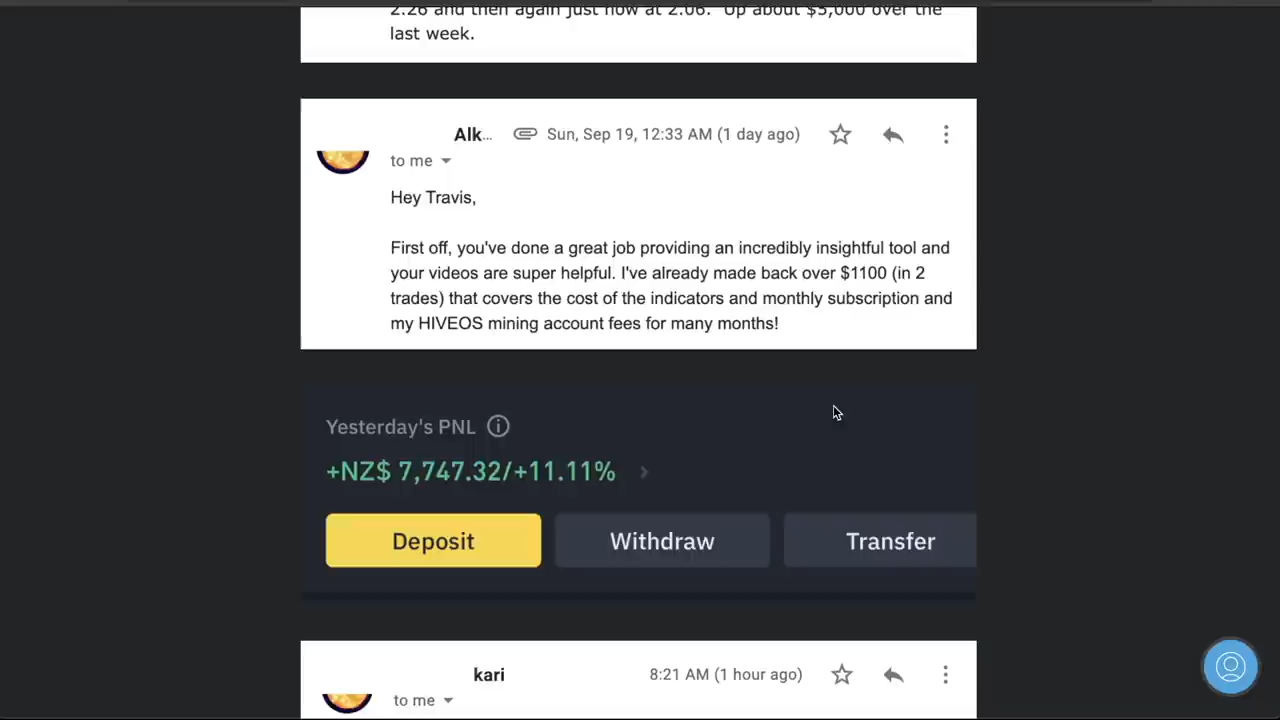 2.26 and then again just now at 2.06. Up about $5,000 over the
last week.
Alk... Sun, Sep 19, 12:33 AM (1 day ago)
to me
Hey Travis,
First off, you've done a great job providing an incredibly insightful tool and
your videos are super helpful. I've already made back over $1100 (in 2
trades) that covers the cost of the indicators and monthly subscription and
my HIVEOS mining account fees for many months!
Yesterday's PNL
+NZ$ 7,747.32/+11.11%
Deposit Withdraw Transfer
kari 8:21 AM (1 hour ago)
to me